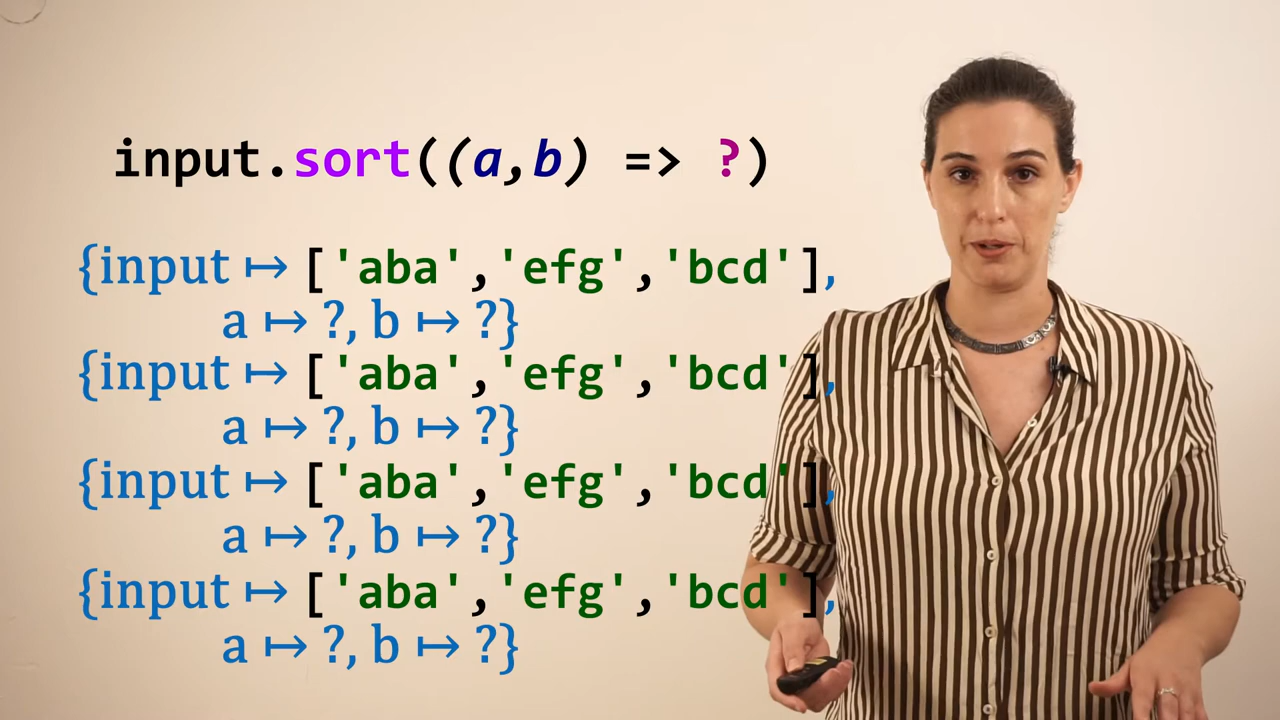 input.sort((a,b) => ?)
{input ↦ ['aba','efg','bcd'],
a ↦ ?, b ↦ ?}
{input ↦ ['aba','efg','bcd'],
a ↦ ?, b ↦ ?}
{input ↦ ['aba','efg','bcd'],
a ↦ ?, b ↦ ?}
{input ↦ ['aba','efg','bcd'],
a ↦ ?, b ↦ ?}